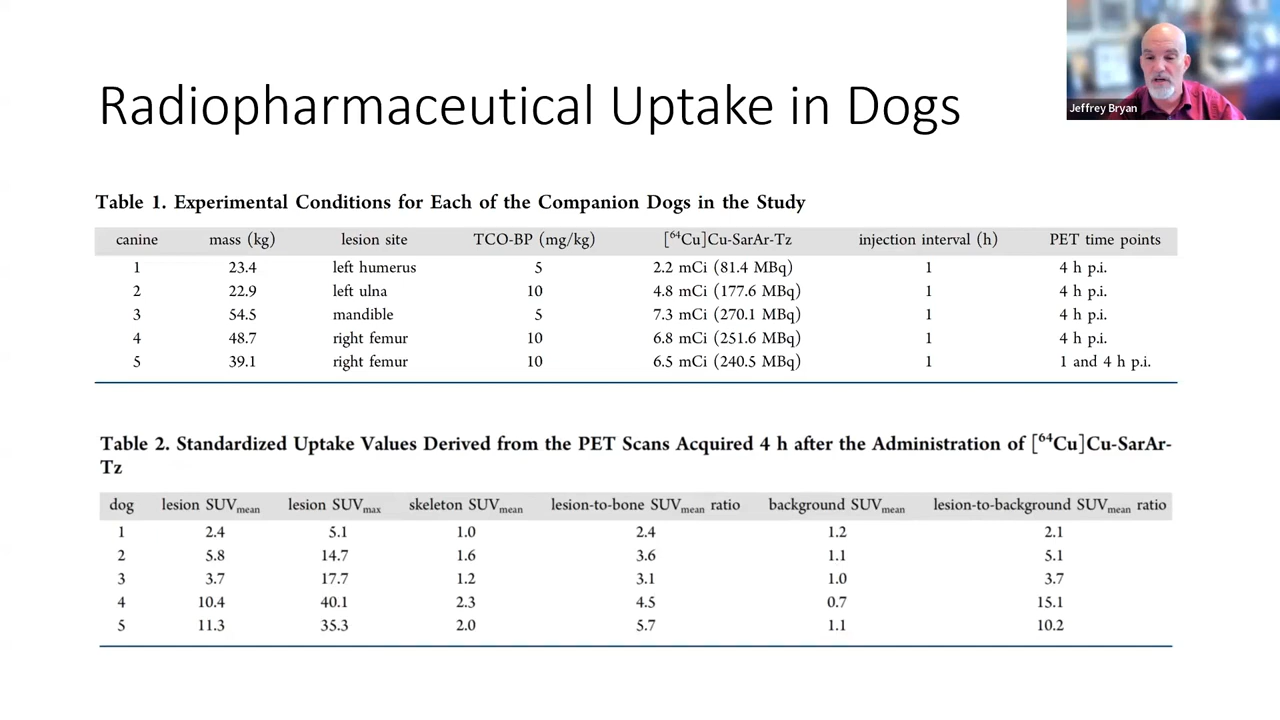 Jeffrey Bryan
Radiopharmaceutical Uptake in Dogs
Table 1. Experimental Conditions for Each of the Companion Dogs in the Study
canine mass (kg) lesion site TCO-BP (mg/kg) [⁶⁴Cu]Cu-SarAr-Tz injection interval (h) PET time points
1 23.4 left humerus 5 2.2 mCi (81.4 MBq) 1 4 h p.i.
2 22.9 left ulna 10 4.8 mCi (177.6 MBq) 1 4 h p.i.
3 54.5 mandible 5 7.3 mCi (270.1 MBq) 1 4 h p.i.
4 48.7 right femur 10 6.8 mCi (251.6 MBq) 1 4 h p.i.
5 39.1 right femur 10 6.5 mCi (240.5 MBq) 1 1 and 4 h p.i.
Table 2. Standardized Uptake Values Derived from the PET Scans Acquired 4 h after the Administration of [⁶⁴Cu]Cu-SarAr-
Tz
dog lesion SUVmean lesion SUVmax skeleton SUVmean lesion-to-bone SUVmean ratio background SUVmean lesion-to-background SUVmean ratio
1 2.4 5.1 1.0 2.4 1.2 2.1
2 5.8 14.7 1.6 3.6 1.1 5.1
3 3.7 17.7 1.2 3.1 1.0 3.7
4 10.4 40.1 2.3 4.5 0.7 15.1
5 11.3 35.3 2.0 5.7 1.1 10.2